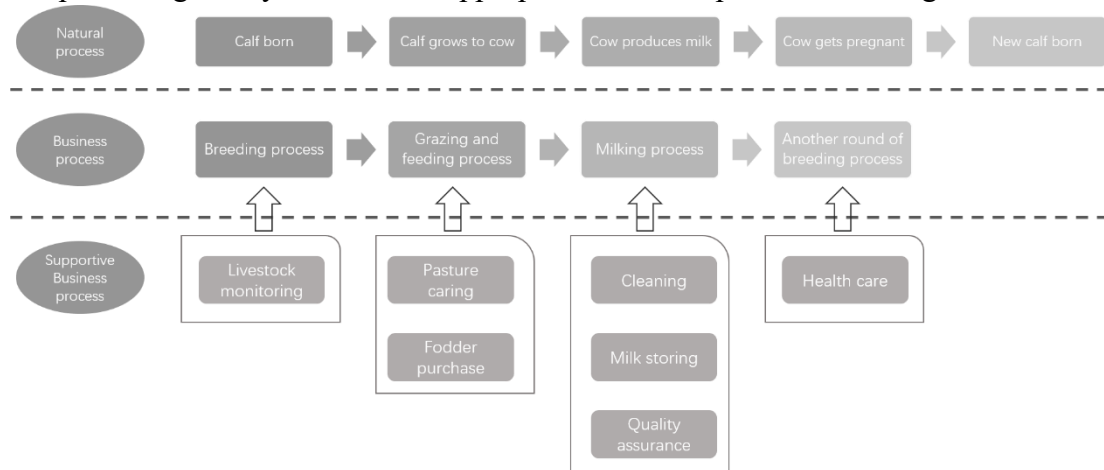 Natural
process
Calf born
Calf grows to cow
Cow produces milk
Cow gets pregnant
New calf born
Business
process
Breeding process
Grazing and
feeding process
Milking process
Another round of
breeding process
Supportive
Business
process
Livestock
monitoring
Pasture
caring
Fodder
purchase
Cleaning
Milk storing
Quality
assurance
Health care